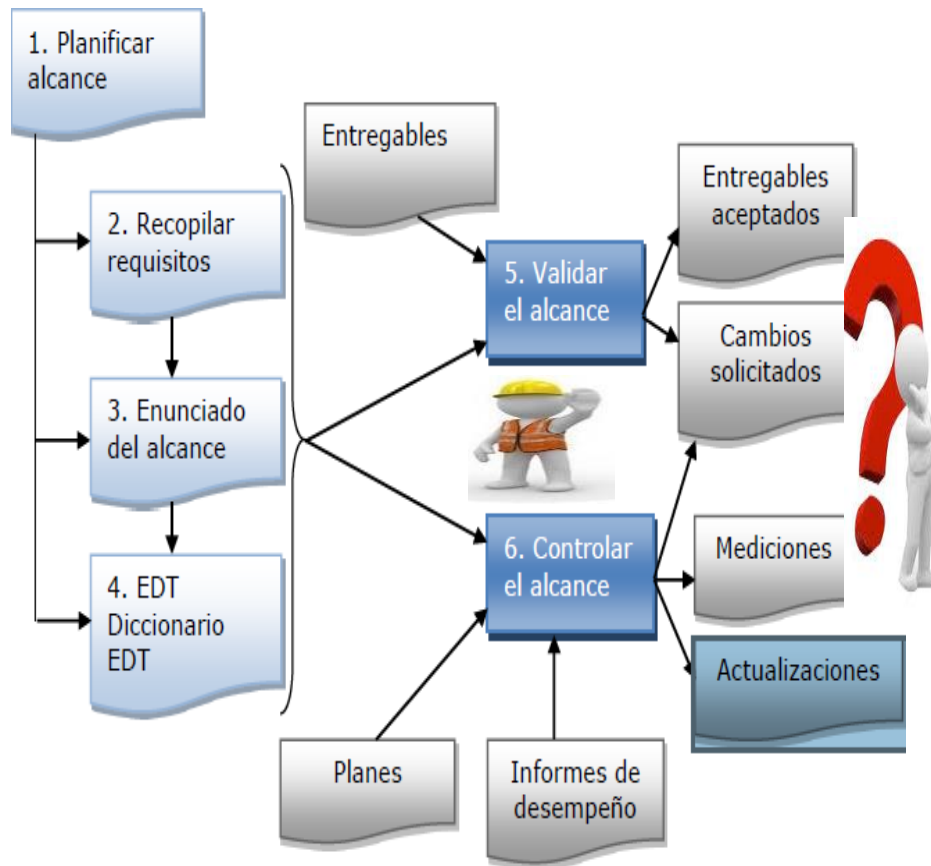 1. Planificar
alcance
2. Recopilar
requisitos
3. Enunciado
del alcance
4. EDT
Diccionario
EDT
Entregables
5. Validar
el alcance
6. Controlar
el alcance
Planes
Informes de
desempeño
Entregables
aceptados
Cambios
solicitados
Mediciones
Actualizaciones